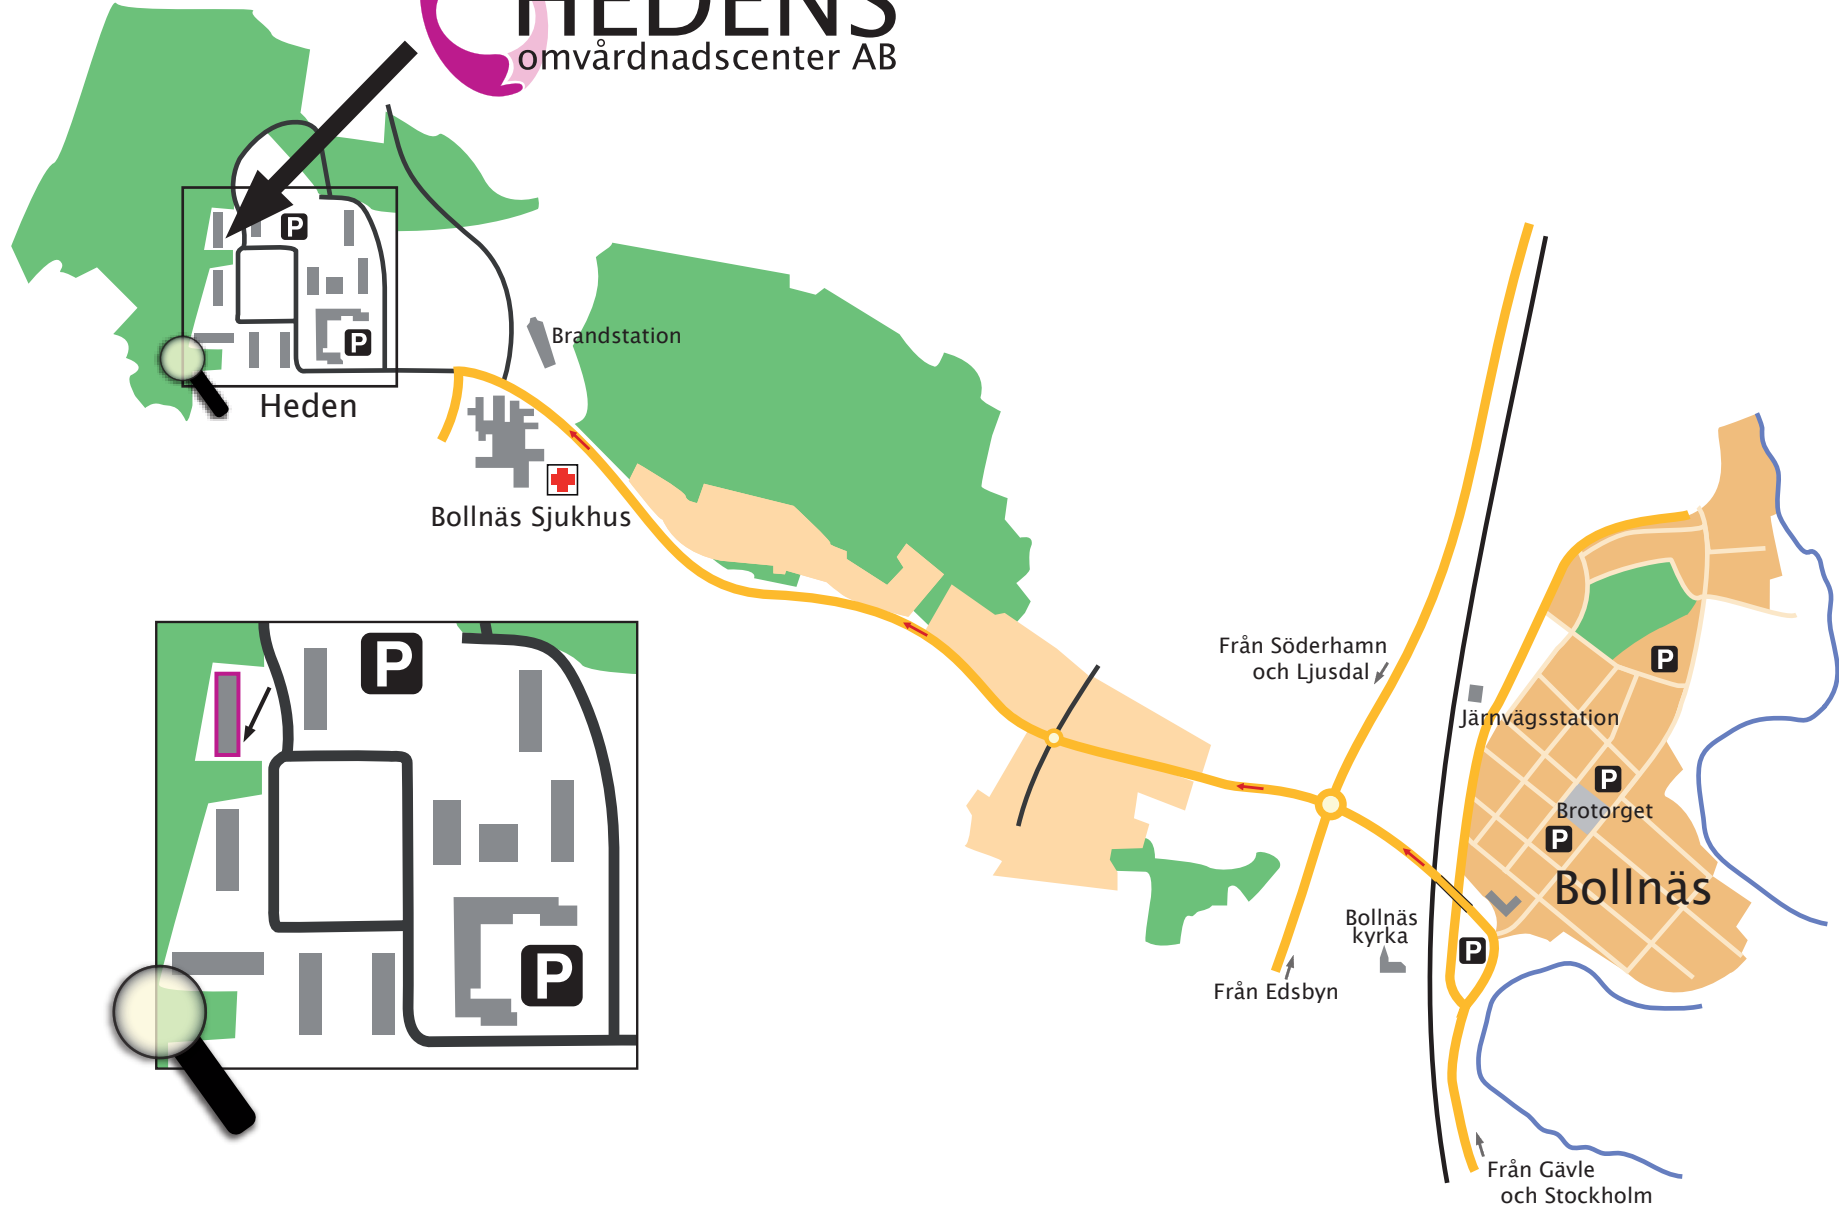 HEDENS
omvårdnadscenter AB
P
P
Heden
Brandstation
Bollnäs Sjukhus
P
P
Från Söderhamn
och Ljusdal
P
Järnvägsstation
P
Brotorget
P
Bollnäs
Bollnäs
kyrka
P
Från Edsbyn
Från Gävle
och Stockholm